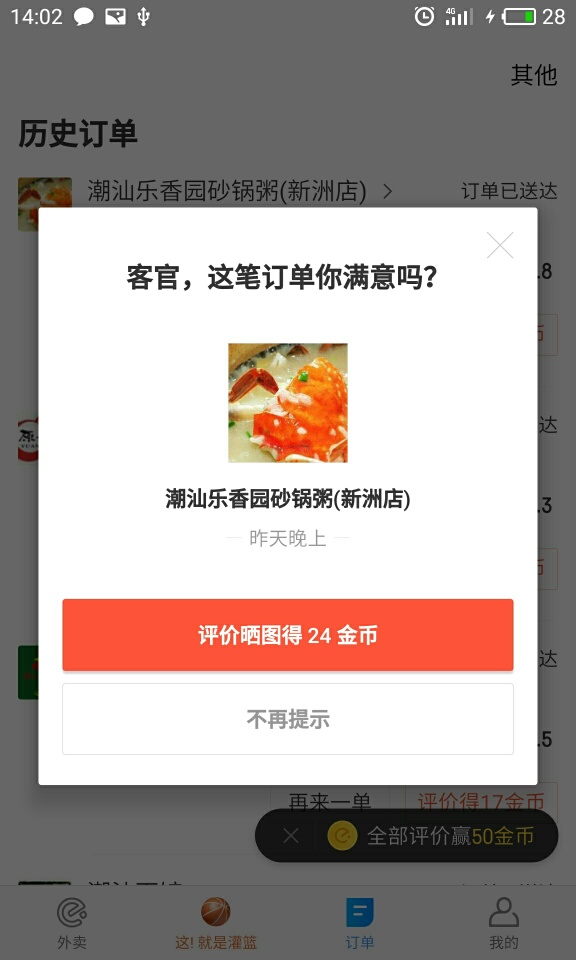 14:02
4G
28
其他
历史订单
潮汕乐香园砂锅粥(新洲店)
订单已送达
.8
客官，这笔订单你满意吗？
币
达
.3
潮汕乐香园砂锅粥(新洲店)
昨天晚上
币
评价晒图得 24 金币
达
不再提示
.5
再来一单
评价得17金币
全部评价赢50金币
外卖
这! 就是灌篮
订单
我的